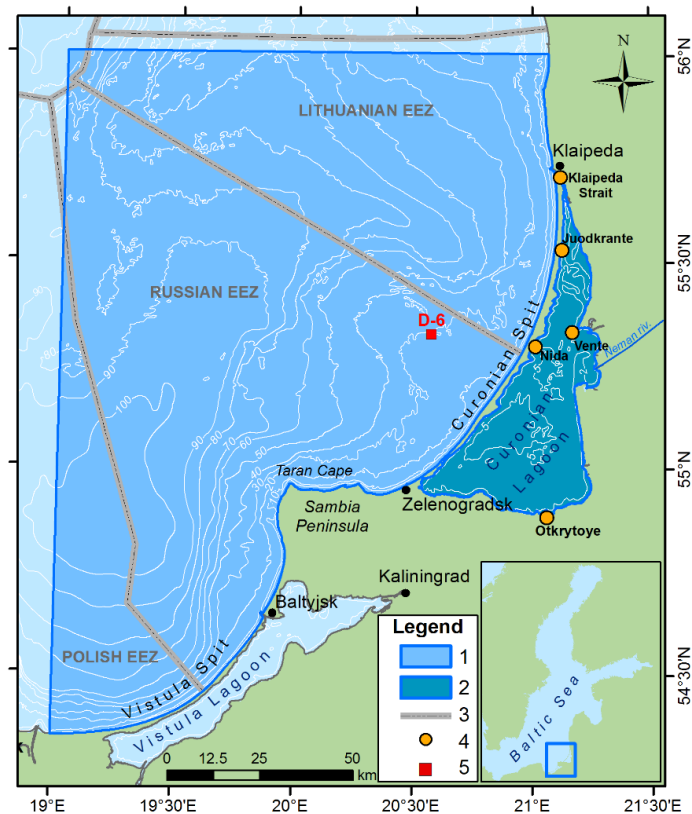 N
56°N
LITHUANIAN EEZ
Klaipeda
Klaipeda
Strait
Juodkrante
55°30'N
RUSSIAN EEZ
D-6
Curonian Spit
Vente
Nida
Neman riv.
Curonian
Lagoon
100
90
80
70
60
50
Taran Cape
55°N
Sambia
Peninsula
Zelenogradsk
Otkrytoye
Kaliningrad
Baltyjsk
Legend
1
2
3
4
5
POLISH EEZ
Vistula Spit
Vistula Lagoon
54°30'N
Baltic Sea
0 12.5 25 50
km
19°E 19°30'E 20°E 20°30'E 21°E 21°30'E